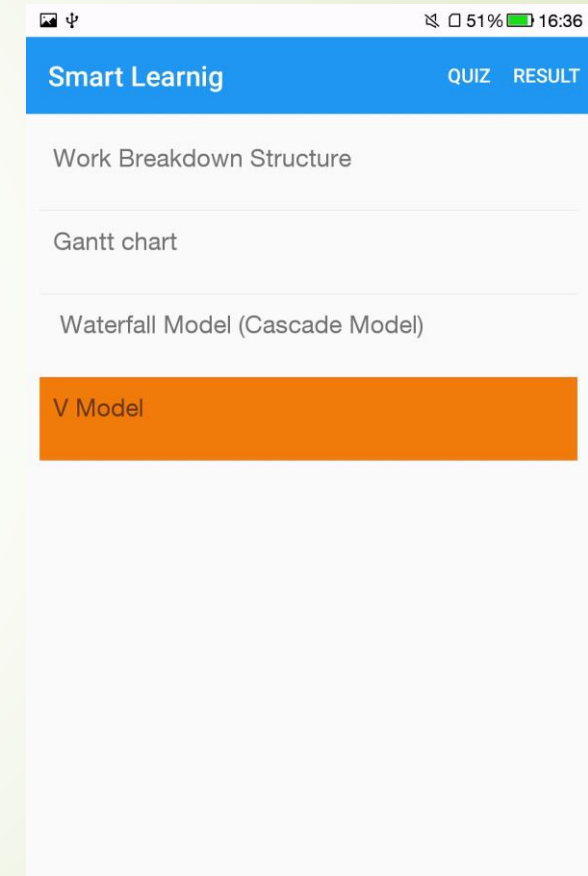 51% 16:36
Smart Learnig QUIZ RESULT
Work Breakdown Structure
Gantt chart
Waterfall Model (Cascade Model)
V Model